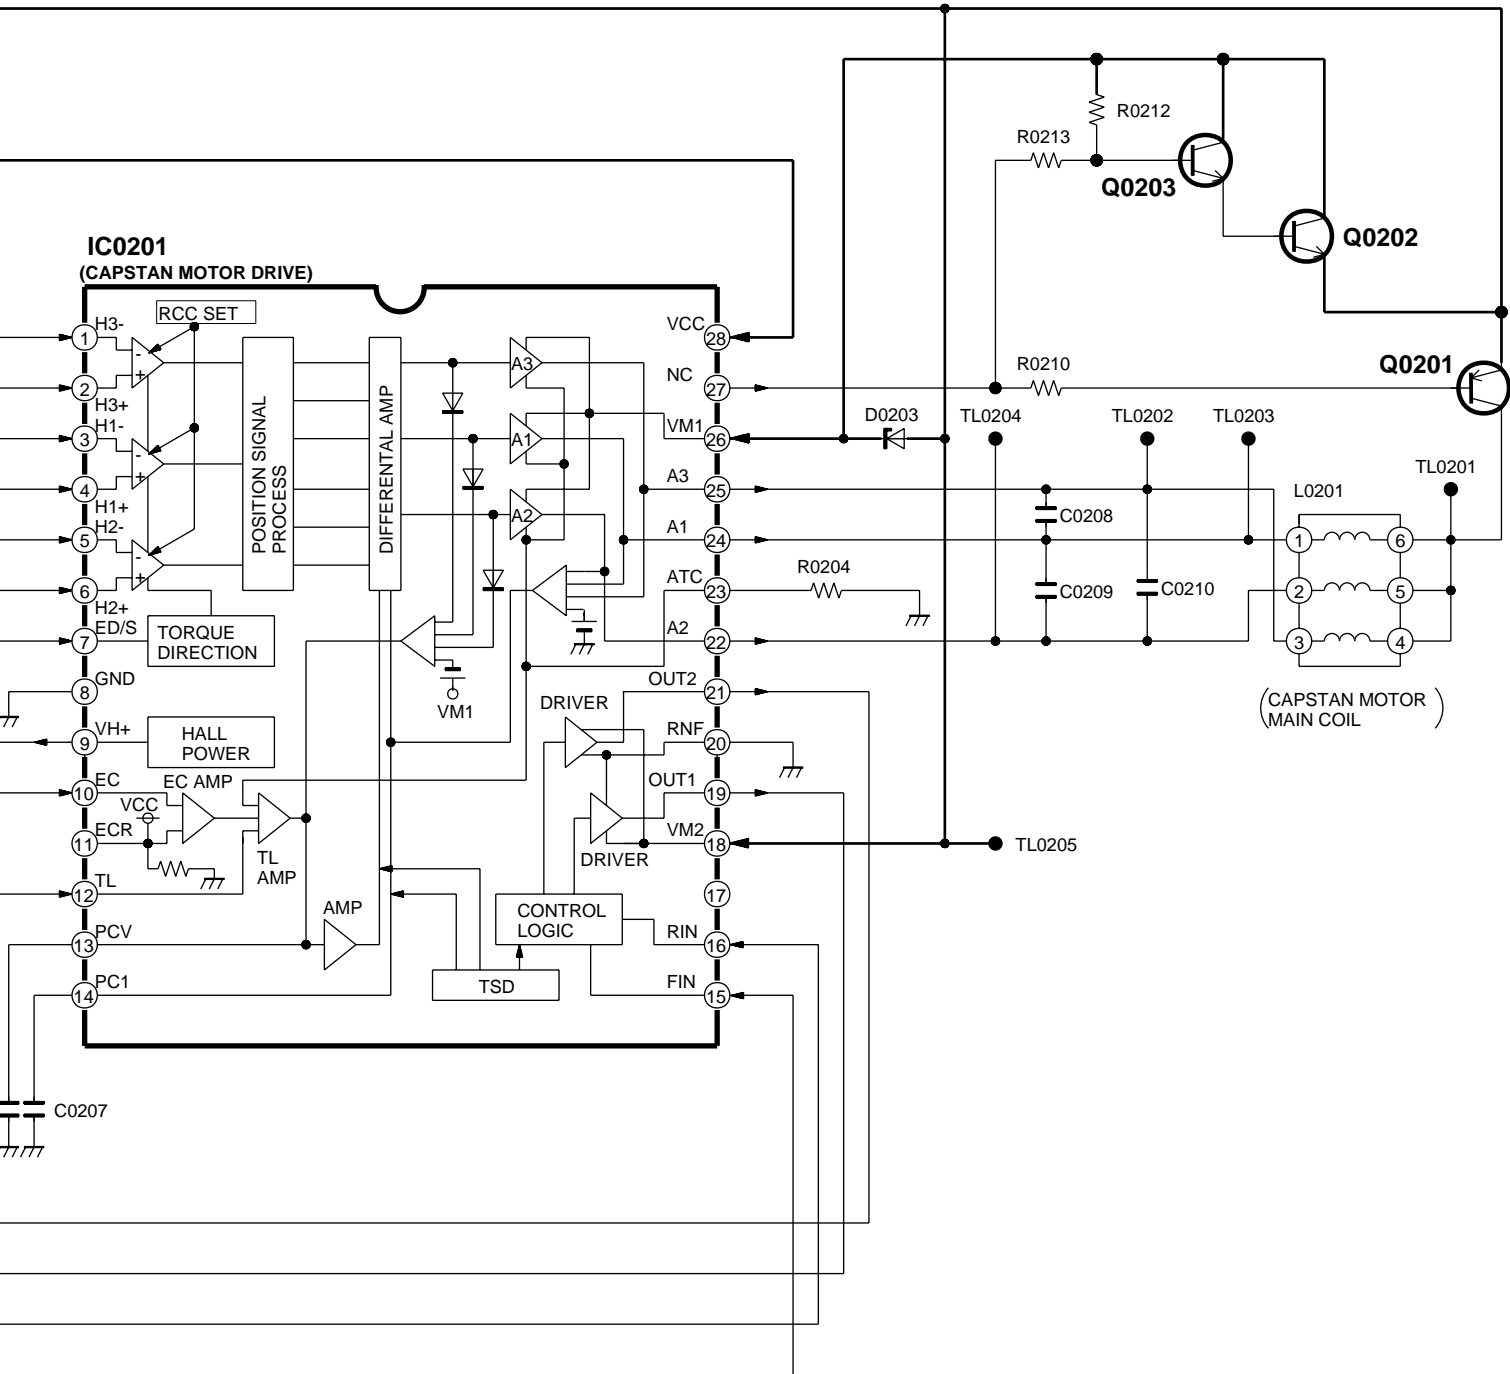 R0212
R0213
Q0203
Q0202
IC0201
(CAPSTAN MOTOR DRIVE)
RCC SET
H3-
1
-
+
2
H3+
H1-
3
-
+
4
H1+
H2-
5
-
+
6
H2+
ED/S
7
TORQUE
DIRECTION
8
GND
VH+
9
HALL
POWER
EC
10
EC AMP
VCC
ECR
11
TL
AMP
TL
12
PCV
13
AMP
PC1
14
POSITION SIGNAL
PROCESS
DIFFERENTIAL AMP
A3
A1
A2
VM1
DRIVER
DRIVER
CONTROL
LOGIC
TSD
VCC
28
NC
27
VM1
26
A3
25
A1
24
ATC
23
A2
22
OUT2
21
RNF
20
OUT1
19
VM2
18
17
RIN
16
FIN
15
R0210
Q0201
D0203
TL0204
TL0202
TL0203
TL0201
L0201
C0208
R0204
C0209
C0210
1
6
2
5
3
4
(CAPSTAN MOTOR
MAIN COIL)
TL0205
C0207